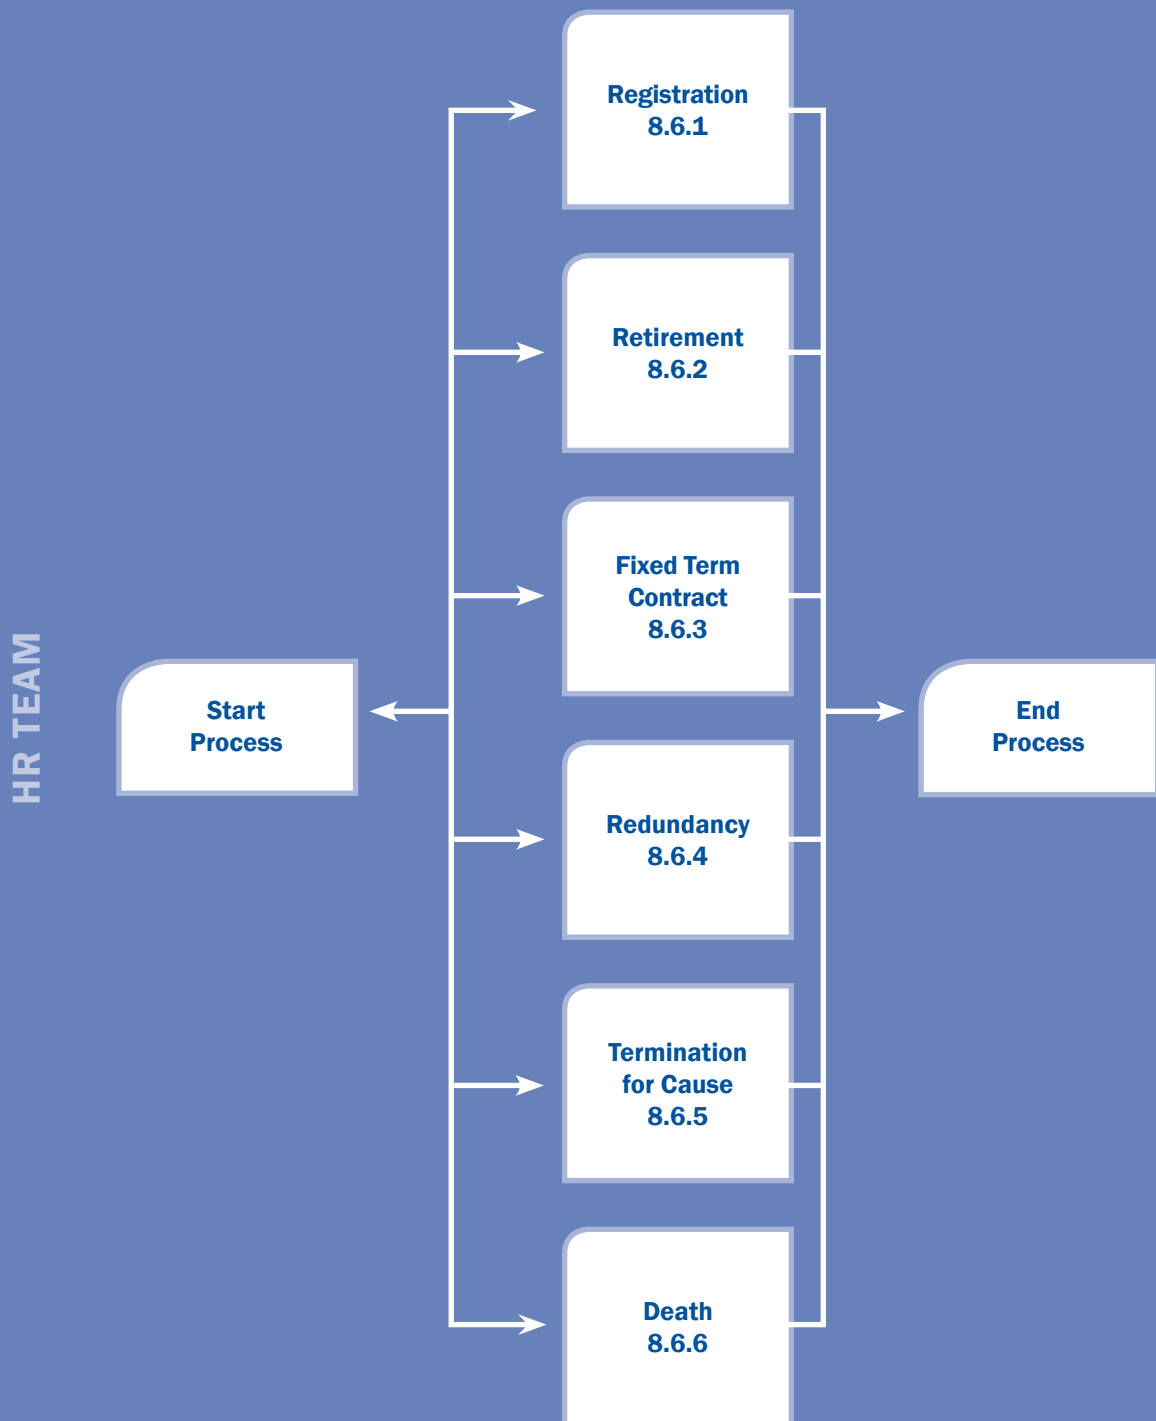 Registration
8.6.1
Retirement
8.6.2
Fixed Term
Contract
8.6.3
HR TEAM
Start
Process
End
Process
Redundancy
8.6.4
Termination
for Cause
8.6.5
Death
8.6.6